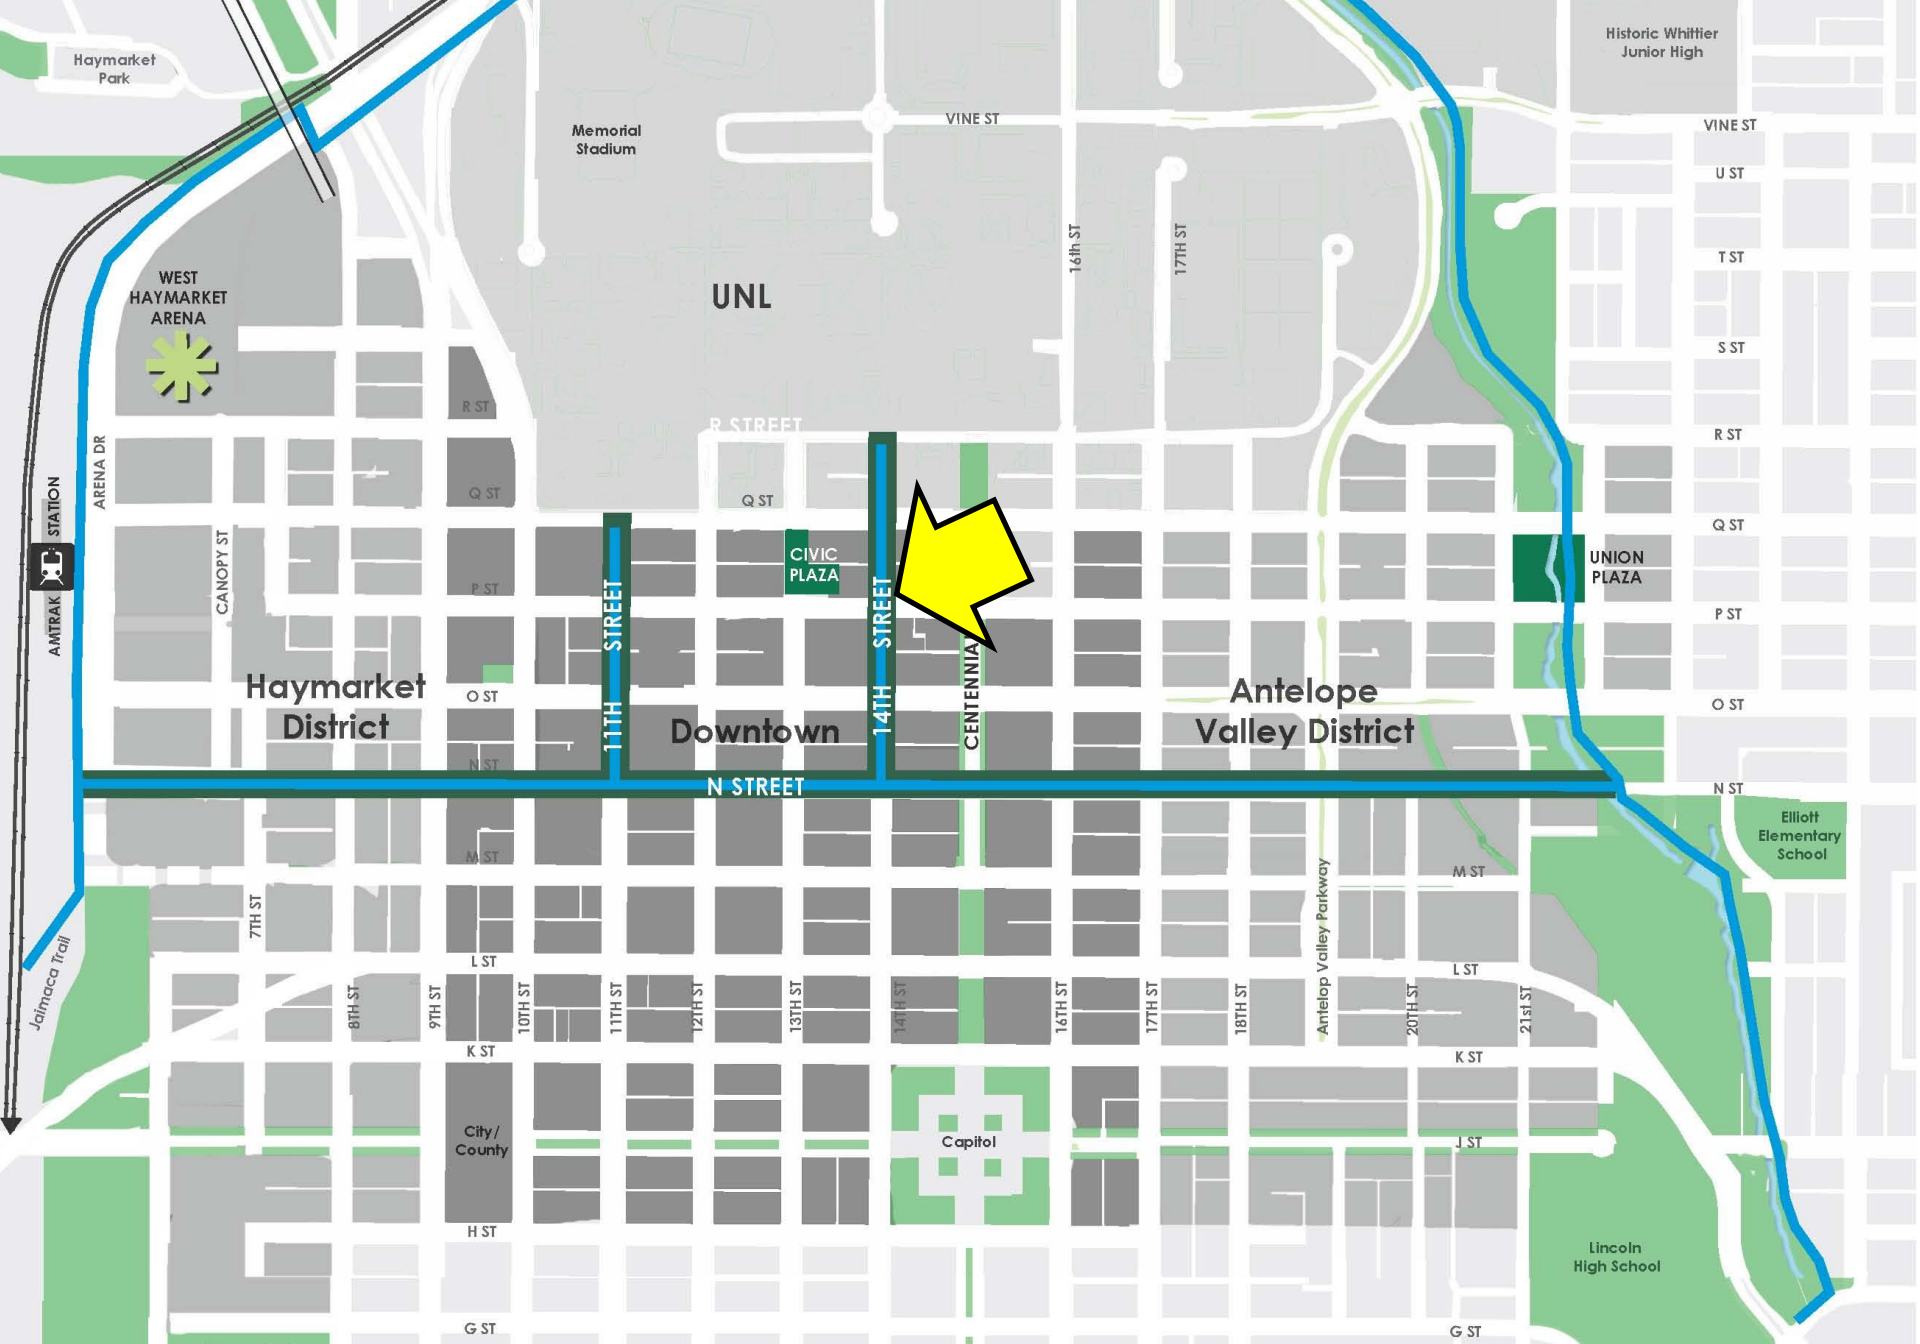 Haymarket
Park
Historic Whittier
Junior High
Memorial
Stadium
VINE ST
VINE ST
U ST
16th ST
17TH ST
T ST
WEST
HAYMARKET
ARENA
UNL
S ST
R ST
R STREET
R ST
ARENA DR
Q ST
Q ST
Q ST
AMTRAK STATION
CANOPY ST
CIVIC
PLAZA
UNION
PLAZA
P ST
P ST
11TH STREET
14TH STREET
CENTENNIA
Haymarket
District
O ST
Downtown
Antelope
Valley District
O ST
N ST
N STREET
N ST
Elliott
Elementary
School
M ST
M ST
7TH ST
Antelop Valley Parkway
Jaimaca Trail
L ST
L ST
8TH ST
9TH ST
10TH ST
11TH ST
12TH ST
13TH ST
14TH ST
16TH ST
17TH ST
18TH ST
20TH ST
21st ST
K ST
K ST
City/
County
Capitol
J ST
H ST
Lincoln
High School
G ST
G ST